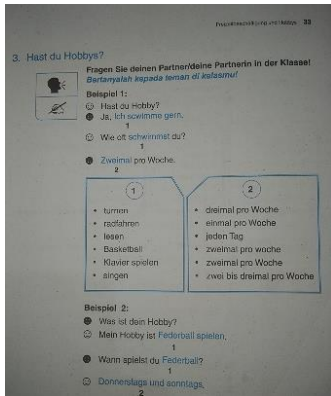 33
3. Hast du Hobbys?
Fragen Sie deinen Partner/deine Partnerin in der Klasse!
Bertanyalah kepada teman di kelasmu!
Beispiel 1:
Hast du Hobby?
Ja, Ich scwimme gern.
1
Wie oft schwimmst du?
1
Zweimal pro Woche.
2
1
turnen
radfahren
lesen
Basketball
Klavier spielen
singen
2
dreimal pro Woche
einmal pro Woche
jeden Tag
zweimal pro woche
zweimal pro Woche
zwei bis dreimal pro Woche
Beispiel 2:
Was ist dein Hobby?
Mein Hobby ist Federball spielen.
1
Wann spielst du Federball?
1
Donnerstags und sonntags.
2